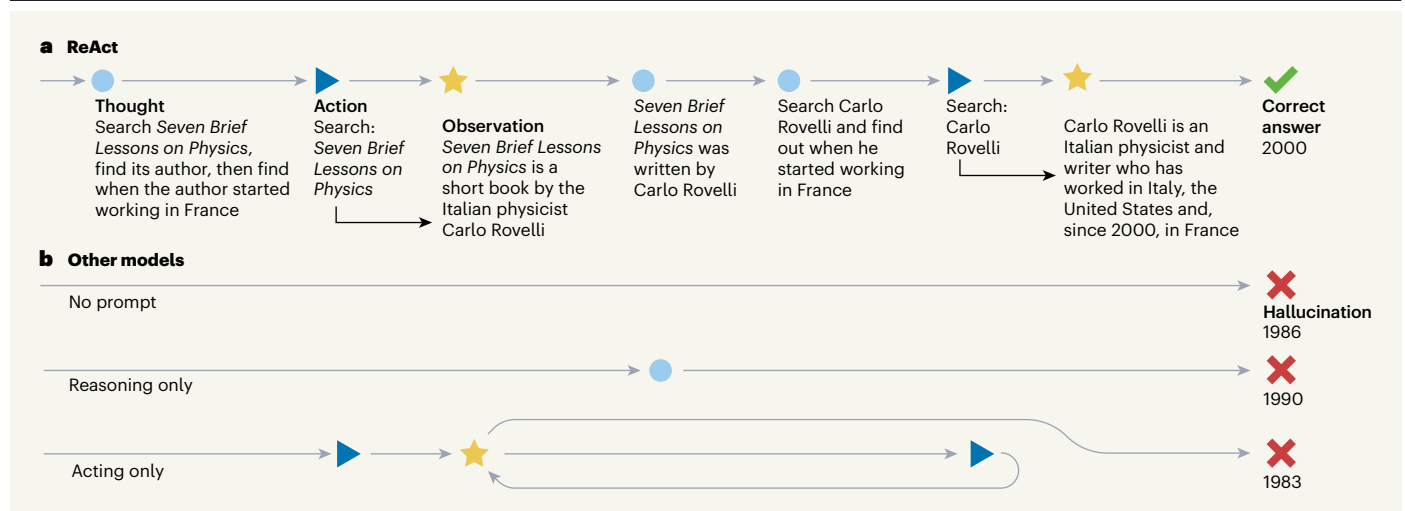 a ReAct
Thought
Search Seven Brief
Lessons on Physics,
find its author, then find
when the author started
working in France
Action
Search:
Seven Brief
Lessons on
Physics
Observation
Seven Brief Lessons
on Physics is a
short book by the
Italian physicist
Carlo Rovelli
Seven Brief
Lessons on
Physics was
written by
Carlo Rovelli
Search Carlo
Rovelli and find
out when he
started working
in France
Search:
Carlo
Rovelli
Carlo Rovelli is an
Italian physicist and
writer who has
worked in Italy, the
United States and,
since 2000, in France
Correct
answer
2000
b Other models
No prompt
Hallucination
1986
Reasoning only
1990
Acting only
1983